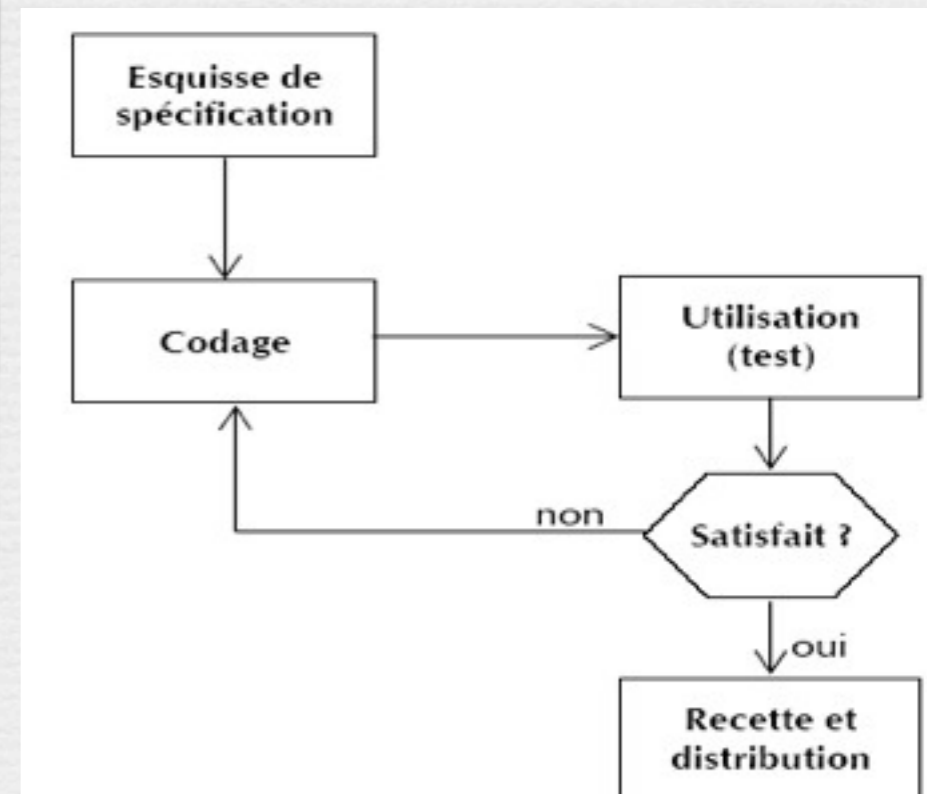 Esquisse de
spécification
Codage
Utilisation
(test)
non
Satisfait ?
oui
Recette et
distribution